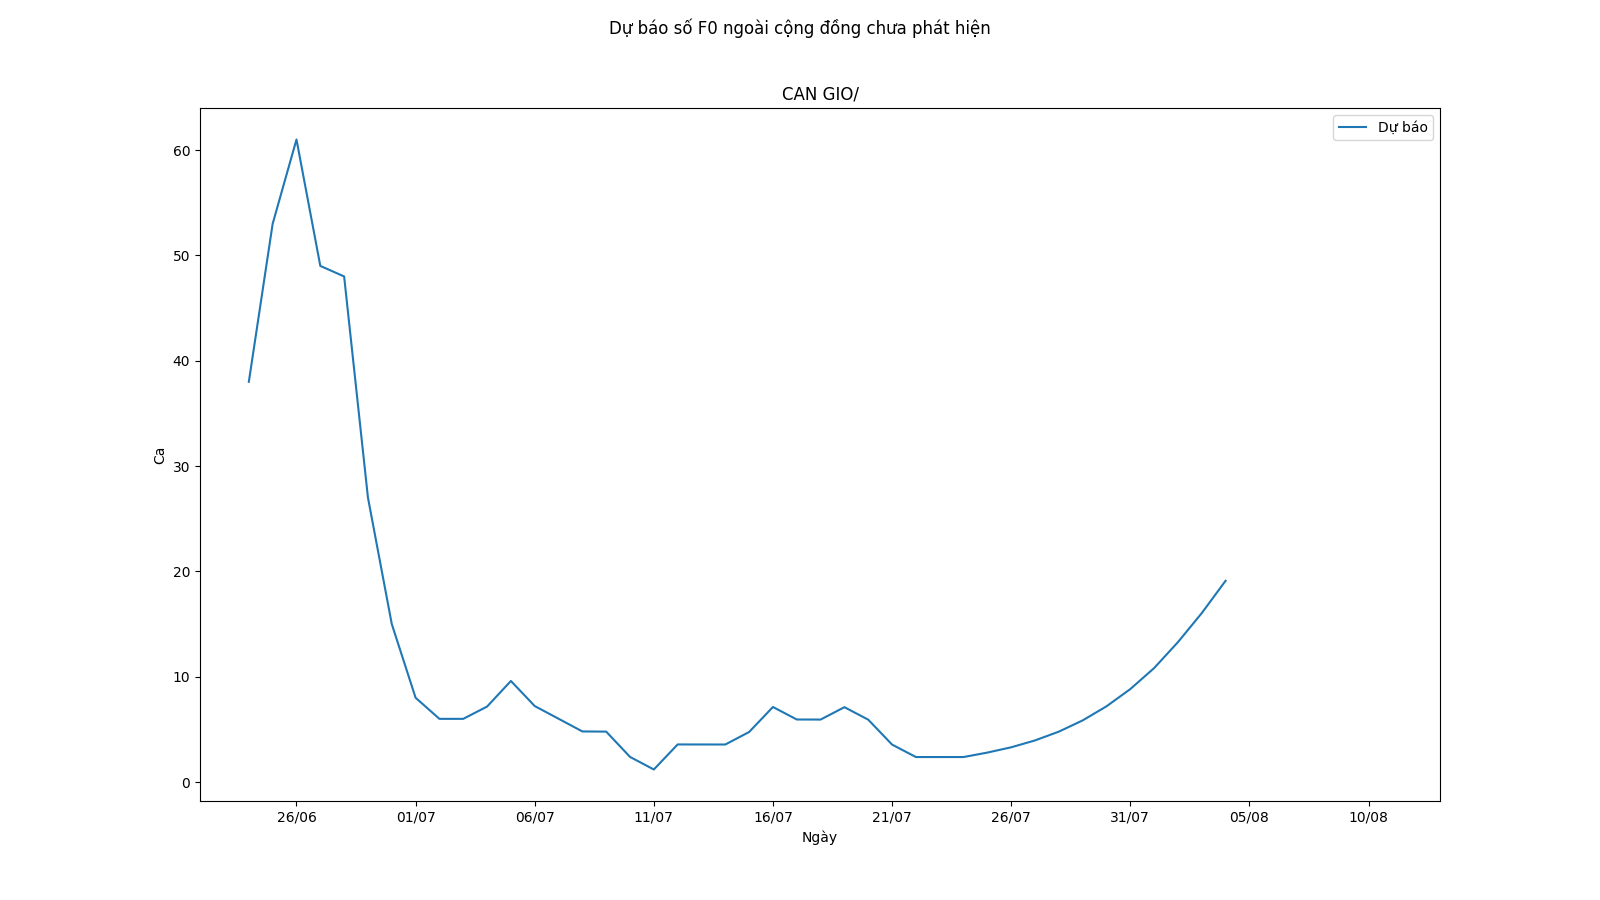 Dự báo số F0 ngoài cộng đồng chưa phát hiện
CAN GIO/
Dự báo
60
50
40
30
20
10
0
Ca
26/06 01/07 06/07 11/07 16/07 21/07 26/07 31/07 05/08 10/08
Ngày